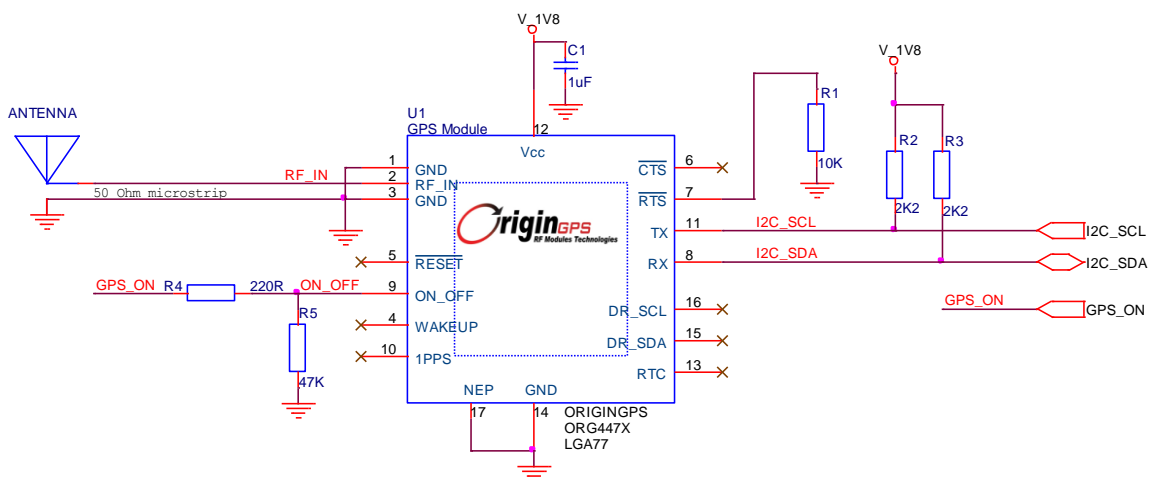 V_1V8
C1
1uF
V_1V8
R1
10K
R2
R3
2K2
2K2
ANTENNA
U1
GPS Module
12
Vcc
1
GND
RF_IN
2
RF_IN
50 Ohm microstrip
3
GND
6
CTS
7
RTS
11
TX
I2C_SCL
I2C_SCL
8
RX
I2C_SDA
I2C_SDA
OriginGPS
RF Modules Technologies
5
RESET
GPS_ON
R4
220R
ON_OFF
9
ON_OFF
R5
47K
4
WAKEUP
10
1PPS
16
DR_SCL
15
DR_SDA
13
RTC
GPS_ON
GPS_ON
NEP
GND
17
14
ORIGINGPS
ORG447X
LGA77